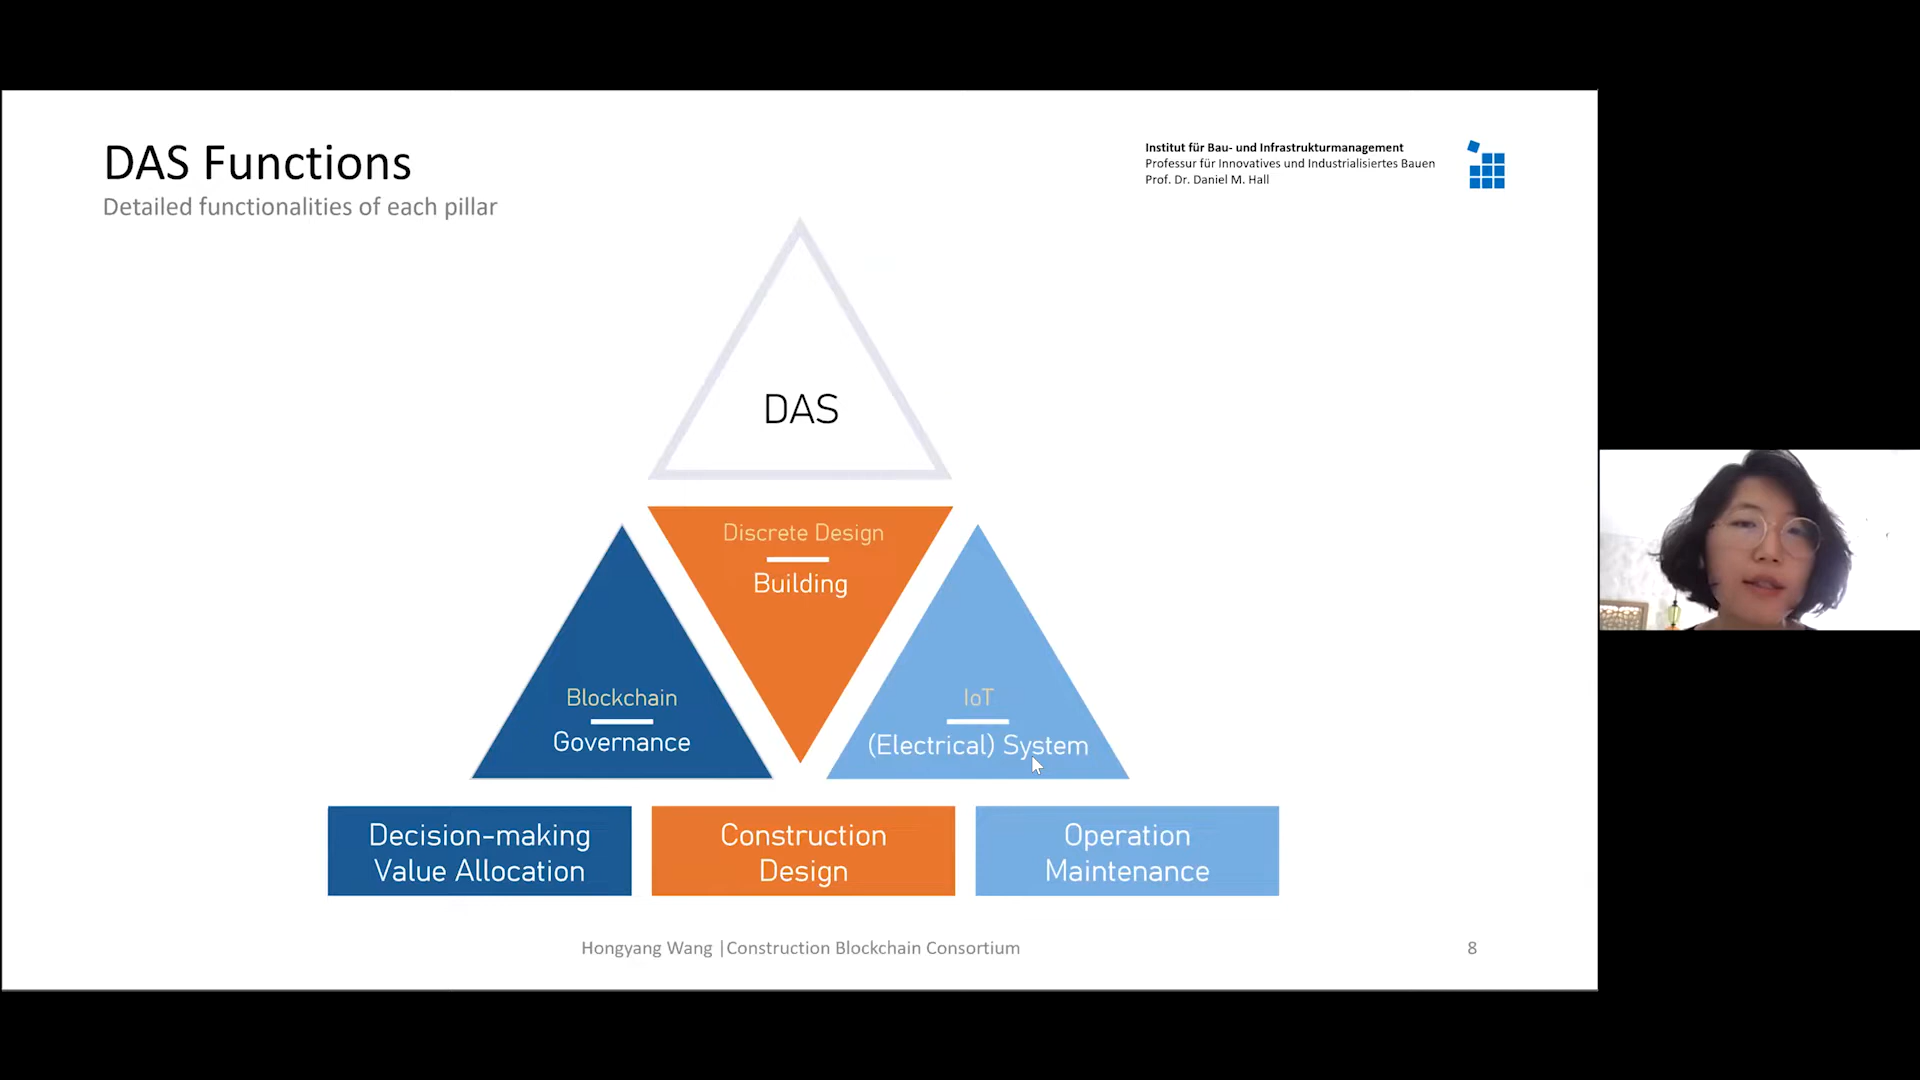 DAS Functions
Detailed functionalities of each pillar
Institut für Bau- und Infrastrukturmanagement
Professur für Innovatives und Industrialisiertes Bauen
Prof. Dr. Daniel M. Hall
DAS
Discrete Design
Building
Blockchain
Governance
IoT
(Electrical) System
Decision-making
Value Allocation
Construction
Design
Operation
Maintenance
Hongyang Wang |Construction Blockchain Consortium
8